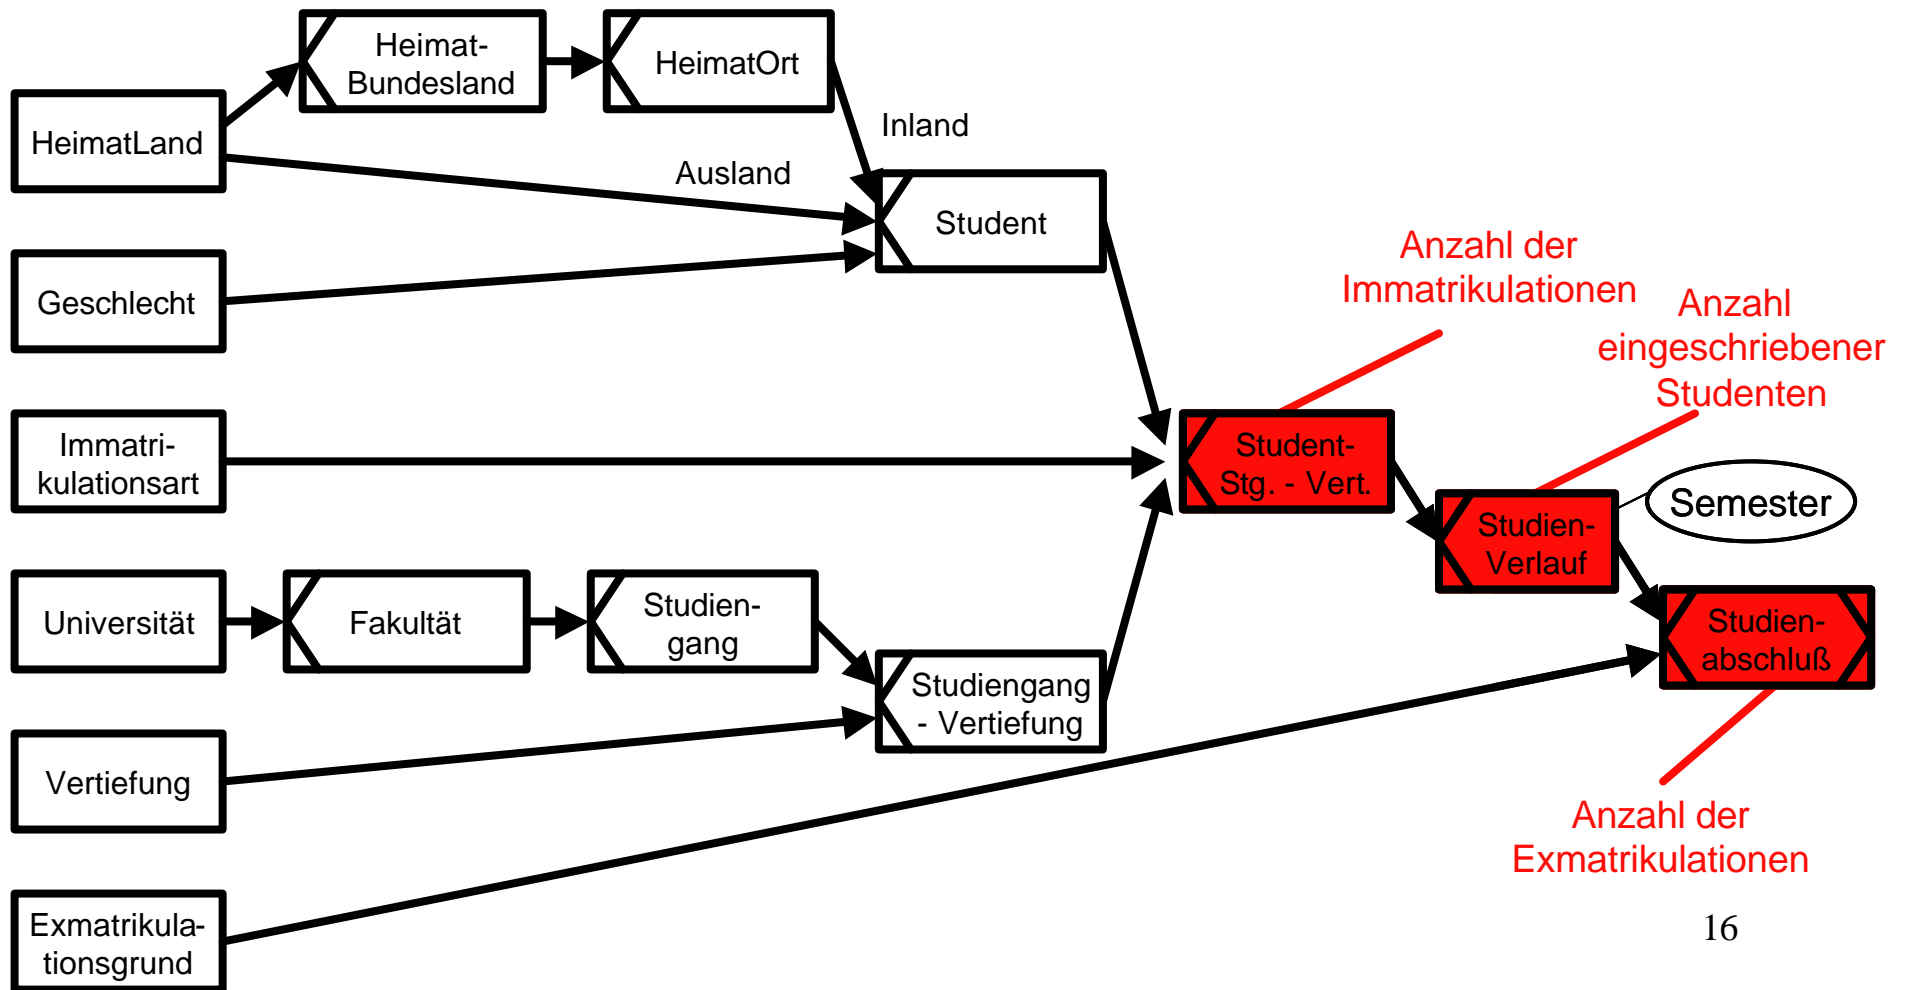 Heimat-
Bundesland
HeimatOrt
HeimatLand
Inland
Ausland
Student
Geschlecht
Anzahl der
Immatrikulationen
Anzahl
eingeschriebener
Studenten
Immatri-
kulationsart
Student-
Stg. - Vert.
Semester
Studien-
Verlauf
Universität
Fakultät
Studien-
gang
Studien-
abschluß
Studiengang
- Vertiefung
Vertiefung
Anzahl der
Exmatrikulationen
Exmatrikula-
tionsgrund
16